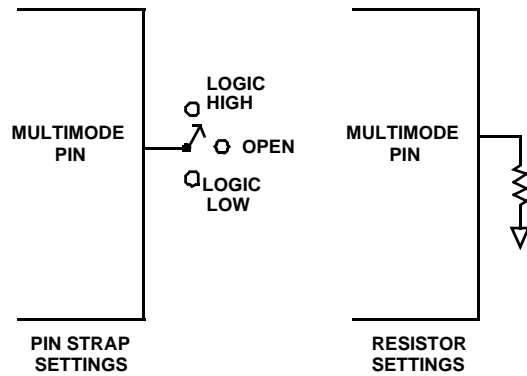 LOGIC
HIGH
MULTIMODE
PIN
OPEN
LOGIC
LOW
PIN STRAP
SETTINGS
MULTIMODE
PIN
RESISTOR
SETTINGS